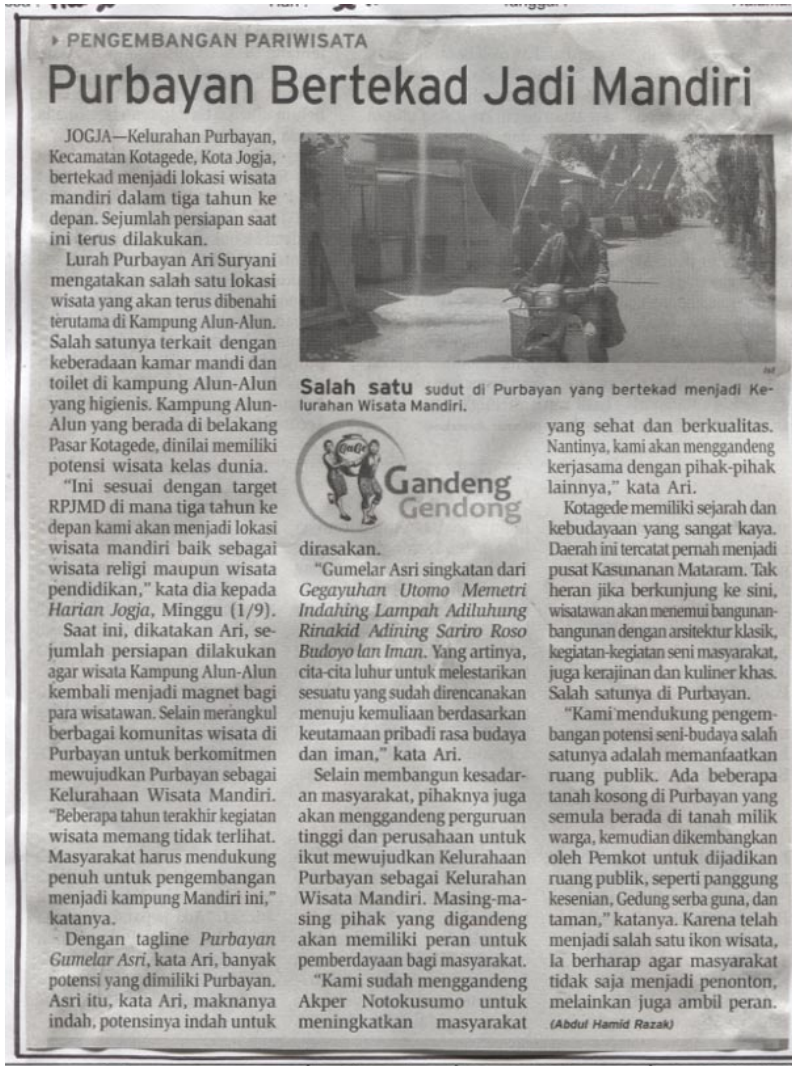 PENGEMBANGAN PARIWISATA
Purbayan Bertekad Jadi Mandiri
JOGJA—Kelurahan Purbayan,
Kecamatan Kotagede, Kota Jogja,
bertekad menjadi lokasi wisata
mandiri dalam tiga tahun ke
depan. Sejumlah persiapan saat
ini terus dilakukan.
Lurah Purbayan Ari Suryani
mengatakan salah satu lokasi
wisata yang akan terus dibenahi
terutama di Kampung Alun-Alun.
Salah satunya terkait dengan
keberadaan kamar mandi dan
toilet di kampung Alun-Alun
yang higienis. Kampung Alun-
Alun yang berada di belakang
Pasar Kotagede, dinilai memiliki
potensi wisata kelas dunia.
"Ini sesuai dengan target
RPJMD di mana tiga tahun ke
depan kami akan menjadi lokasi
wisata mandiri baik sebagai
wisata religi maupun wisata
pendidikan," kata dia kepada
Harian Jogja, Minggu (1/9).
Saat ini, dikatakan Ari, se-
jumlah persiapan dilakukan
agar wisata Kampung Alun-Alun
kembali menjadi magnet bagi
para wisatawan. Selain merangkul
berbagai komunitas wisata di
Purbayan untuk berkomitmen
mewujudkan Purbayan sebagai
Kelurahaan Wisata Mandiri.
"Beberapa tahun terakhir kegiatan
wisata memang tidak terlihat.
Masyarakat harus mendukung
penuh untuk pengembangan
menjadi kampung Mandiri ini,"
katanya.
Dengan tagline Purbayan
Gumelar Asri, kata Ari, banyak
potensi yang dimiliki Purbayan.
Asri itu, kata Ari, maknanya
indah, potensinya indah untuk
Ist
Salah satu sudut di Purbayan yang bertekad menjadi Ke-
lurahan Wisata Mandiri.
Gandeng
Gendong
dirasakan.
"Gumelar Asri singkatan dari
Gegayuhan Utomo Memetri
Indahing Lampah Adiluhung
Rinakid Adining Sariro Roso
Budoyo lan Iman. Yang artinya,
cita-cita luhur untuk melestarikan
sesuatu yang sudah direncanakan
menuju kemuliaan berdasarkan
keutamaan pribadi rasa budaya
dan iman," kata Ari.
Selain membangun kesadar-
an masyarakat, pihaknya juga
akan menggandeng perguruan
tinggi dan perusahaan untuk
ikut mewujudkan Kelurahaan
Purbayan sebagai Kelurahan
Wisata Mandiri. Masing-ma-
sing pihak yang digandeng
akan memiliki peran untuk
pemberdayaan bagi masyarakat.
"Kami sudah menggandeng
Akper Notokusumo untuk
meningkatkan masyarakat
yang sehat dan berkualitas.
Nantinya, kami akan menggandeng
kerjasama dengan pihak-pihak
lainnya," kata Ari.
Kotagede memiliki sejarah dan
kebudayaan yang sangat kaya.
Daerah ini tercatat pernah menjadi
pusat Kasunanan Mataram. Tak
heran jika berkunjung ke sini,
wisatawan akan menemui bangunan-
bangunan dengan arsitektur klasik,
kegiatan-kegiatan seni masyarakat,
juga kerajinan dan kuliner khas.
Salah satunya di Purbayan.
"Kami mendukung pengem-
bangan potensi seni-budaya salah
satunya adalah memanfaatkan
ruang publik. Ada beberapa
tanah kosong di Purbayan yang
semula berada di tanah milik
warga, kemudian dikembangkan
oleh Pemkot untuk dijadikan
ruang publik, seperti panggung
kesenian, Gedung serba guna, dan
taman," katanya. Karena telah
menjadi salah satu ikon wisata,
Ia berharap agar masyarakat
tidak saja menjadi penonton,
melainkan juga ambil peran.
(Abdul Hamid Razak)